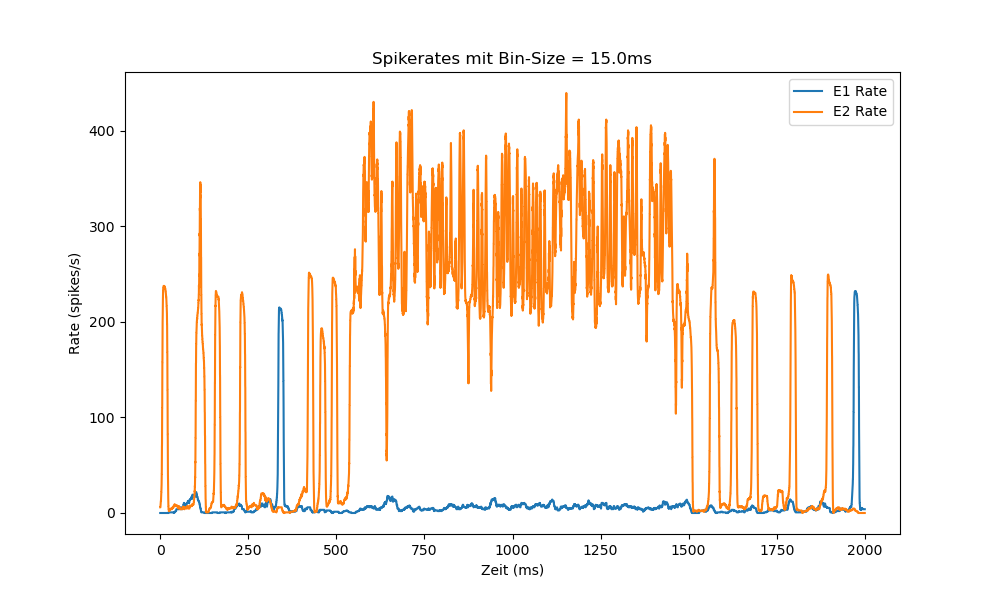 Spikerates mit Bin-Size = 15.0ms
E1 Rate
E2 Rate
Rate (spikes/s)
400
300
200
100
0
0 250 500 750 1000 1250 1500 1750 2000
Zeit (ms)